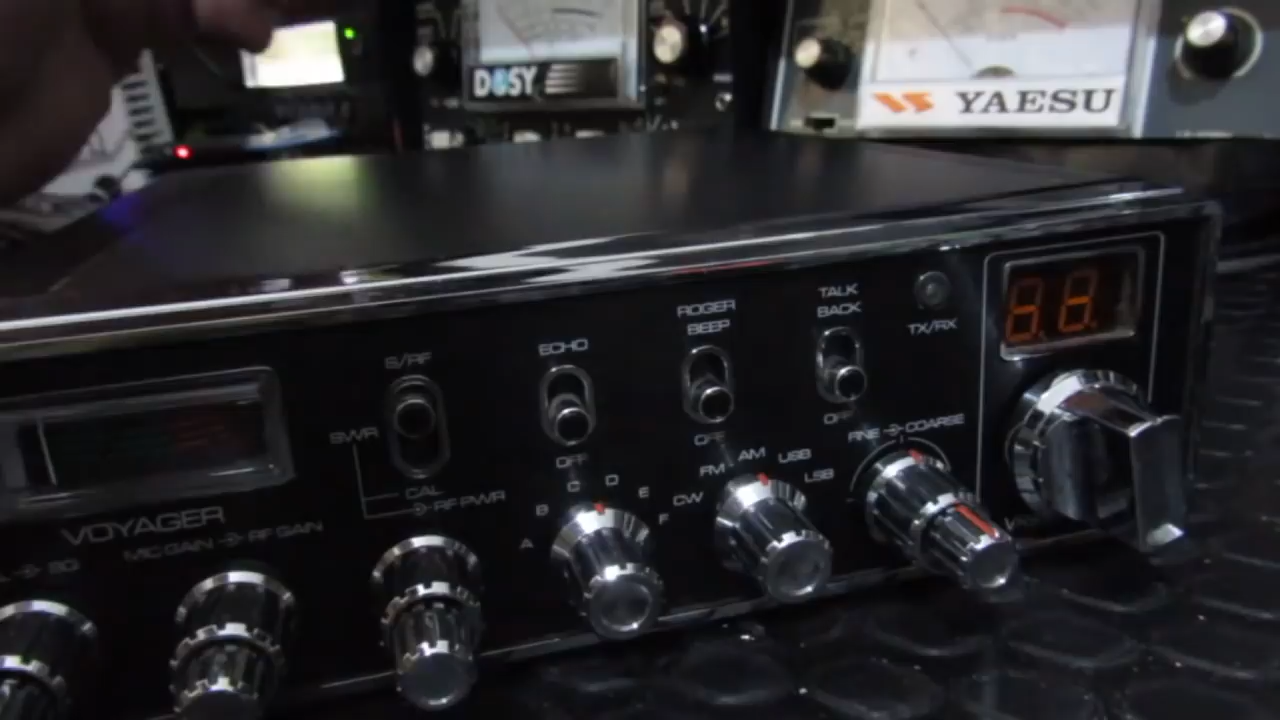 DOSY
YAESU
S/RF
SWR
CAL
RF PWR
ECHO
OFF
ROGER
BEEP
OFF
TALK
BACK
OFF
TX/RX
FINE COARSE
VOYAGER
MIC GAIN RF GAIN
SQ
A
B
C
D
E
F
CW
FM
AM
USB
LSB